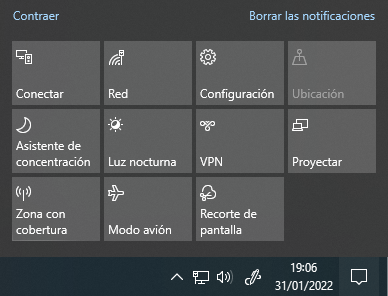 Contraer Borrar las notificaciones
Conectar Red Configuración Ubicación
Asistente de concentración Luz nocturna VPN Proyectar
Zona con cobertura Modo avión Recorte de pantalla
19:06
31/01/2022